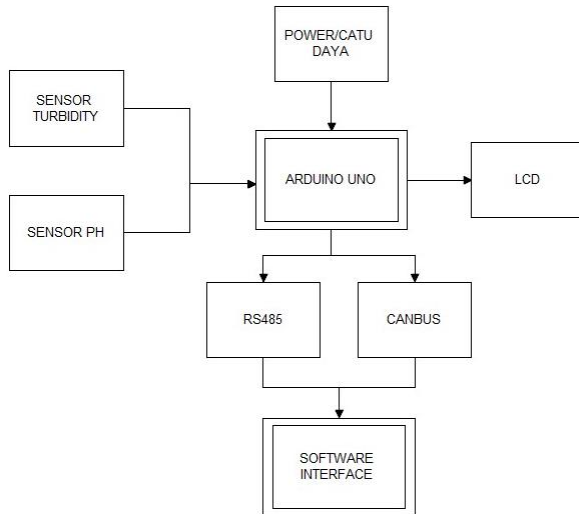 POWER/CATU
DAYA
SENSOR
TURBIDITY
ARDUINO UNO
LCD
SENSOR PH
RS485
CANBUS
SOFTWARE
INTERFACE